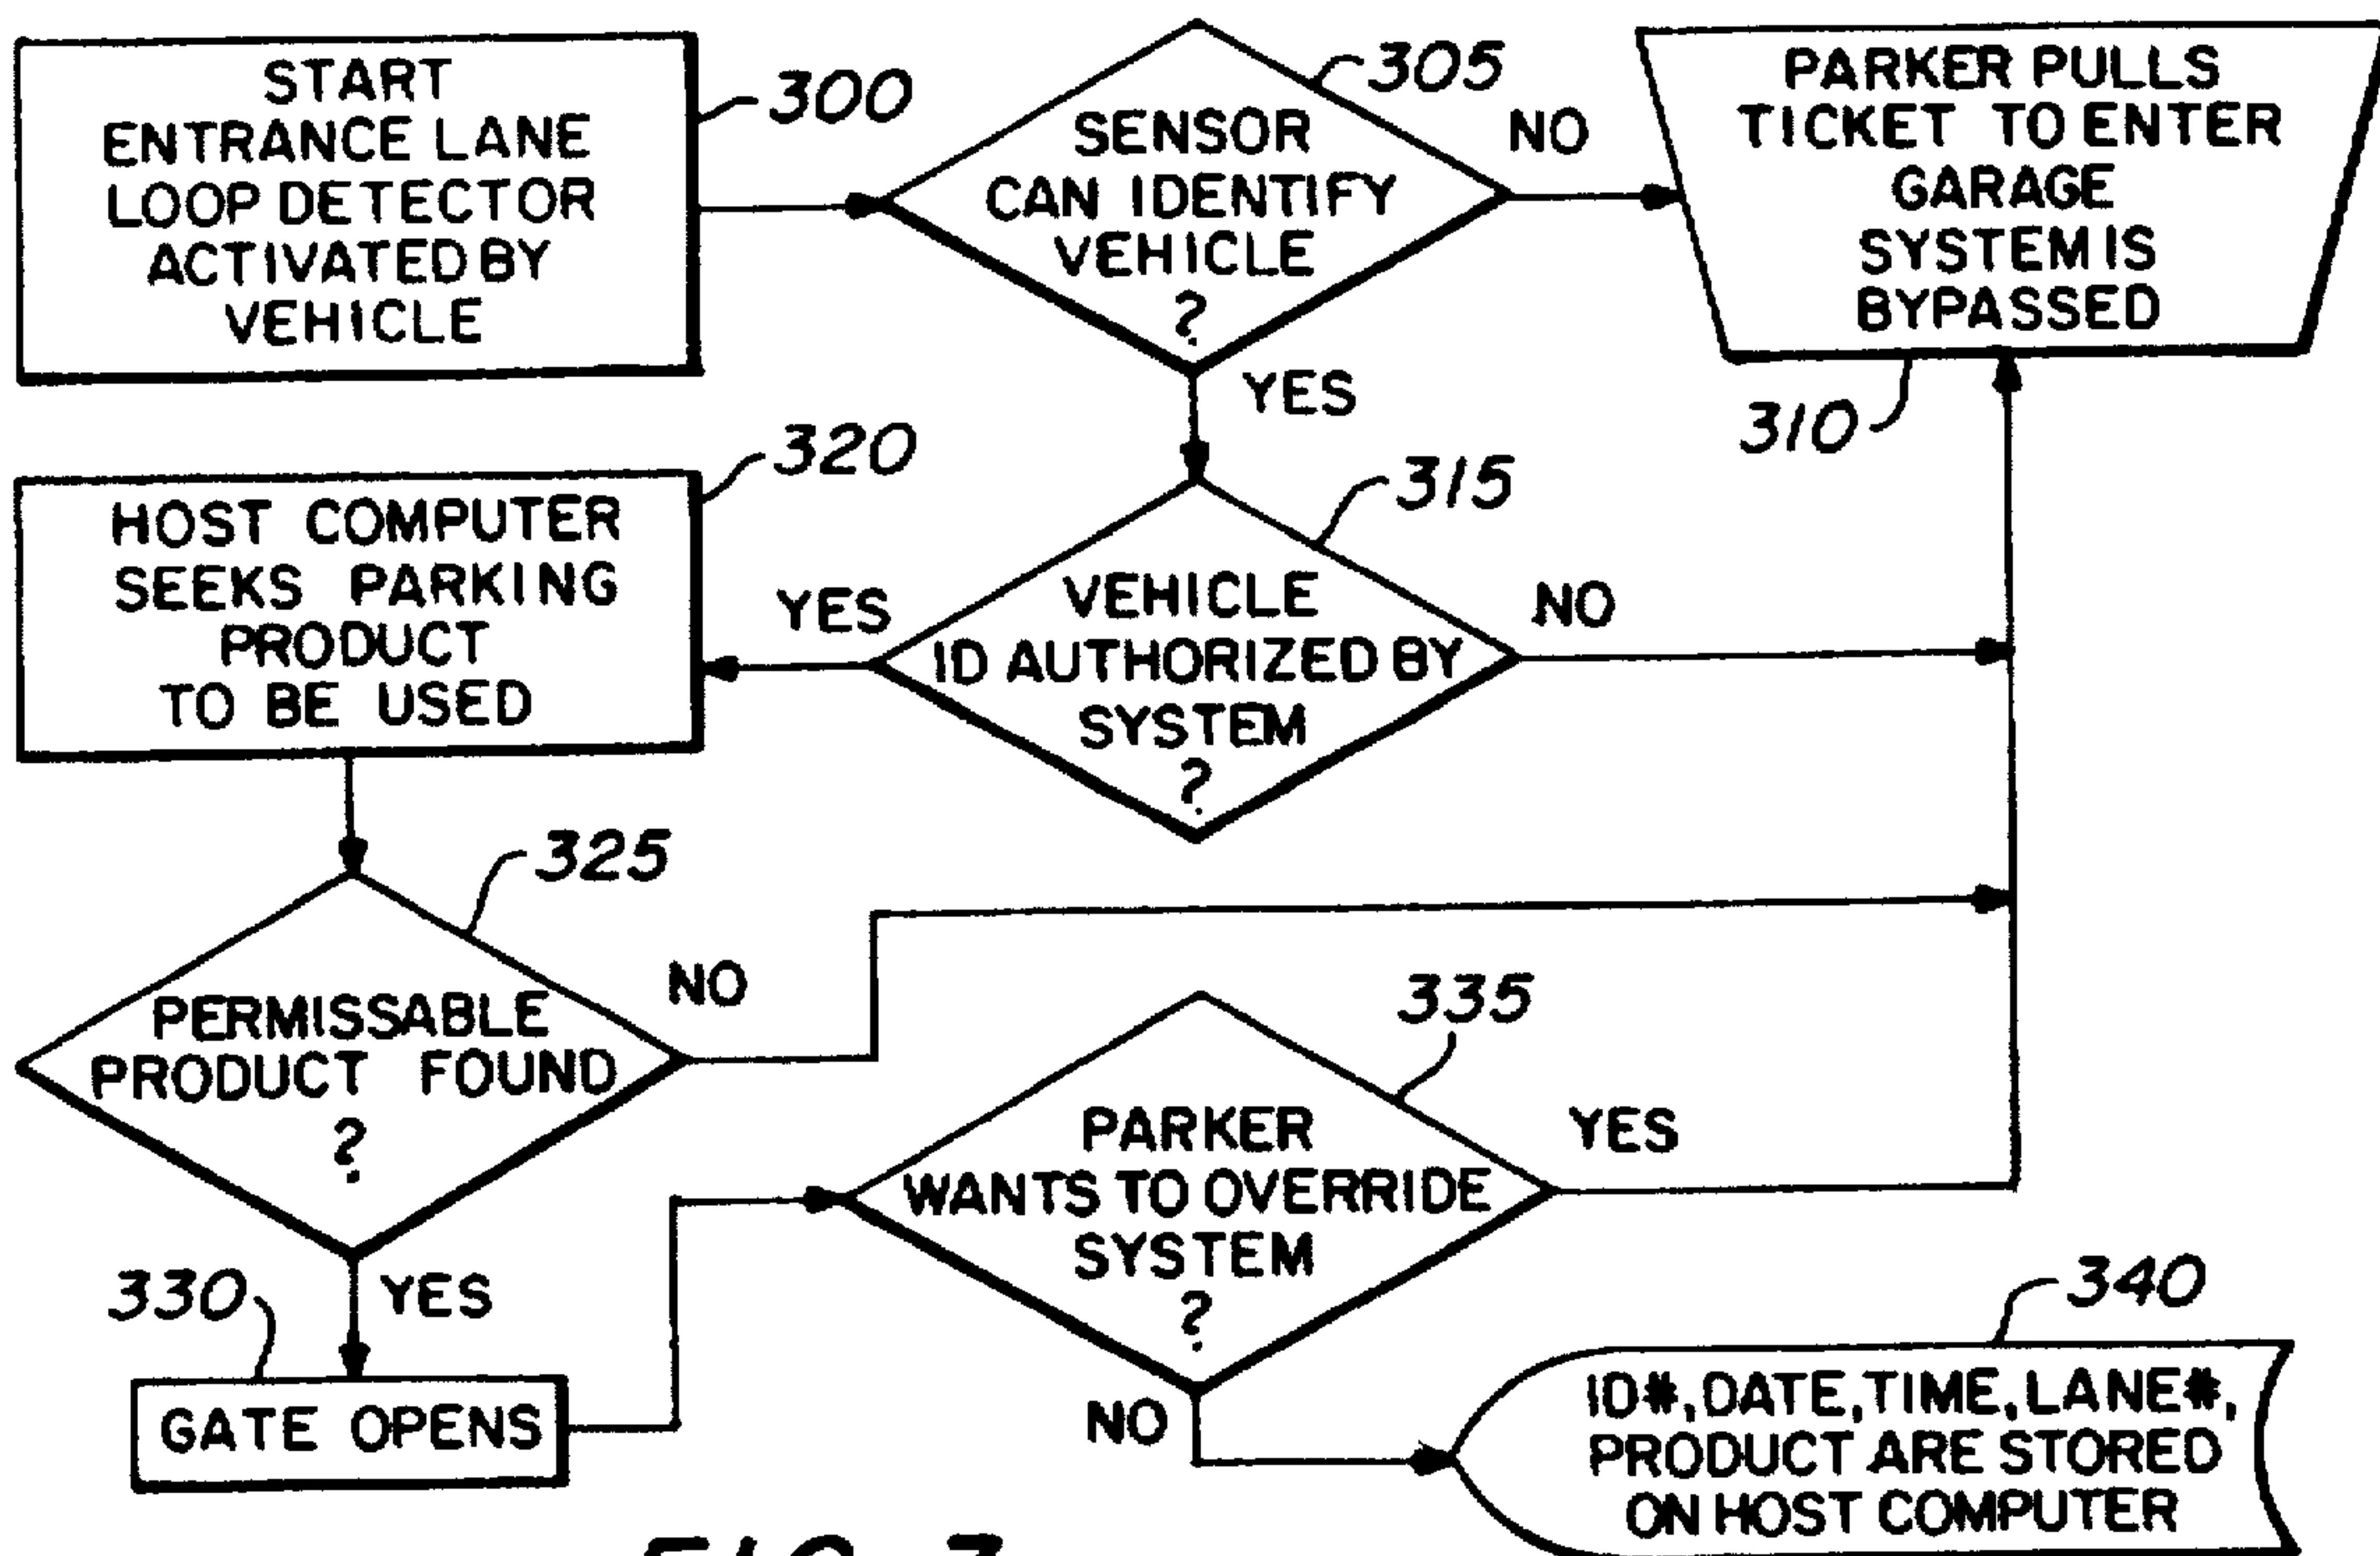 START
ENTRANCE LANE
LOOP DETECTOR
ACTIVATED BY
VEHICLE
300
SENSOR
CAN IDENTIFY
VEHICLE
?
305
NO
PARKER PULLS
TICKET TO ENTER
GARAGE
SYSTEM IS
BYPASSED
310
YES
HOST COMPUTER
SEEKS PARKING
PRODUCT
TO BE USED
320
YES
VEHICLE
ID AUTHORIZED BY
SYSTEM
?
315
NO
PERMISSABLE
PRODUCT FOUND
?
325
NO
PARKER
WANTS TO OVERRIDE
SYSTEM
?
335
YES
330
YES
GATE OPENS
NO
340
ID#, DATE, TIME, LANE#,
PRODUCT ARE STORED
ON HOST COMPUTER